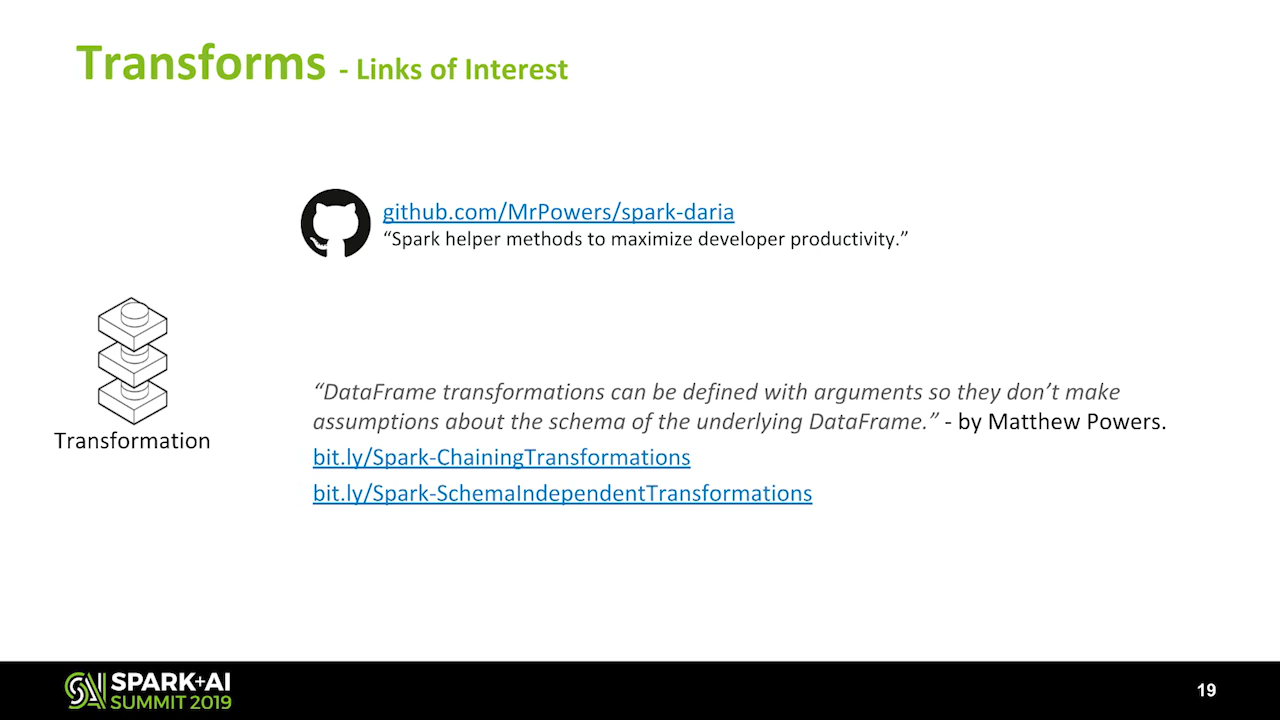 Transforms - Links of Interest
github.com/MrPowers/spark-daria
“Spark helper methods to maximize developer productivity.”
Transformation
“DataFrame transformations can be defined with arguments so they don’t make
assumptions about the schema of the underlying DataFrame.” - by Matthew Powers.
bit.ly/Spark-ChainingTransformations
bit.ly/Spark-SchemaIndependentTransformations
SPARK+AI
SUMMIT 2019
19